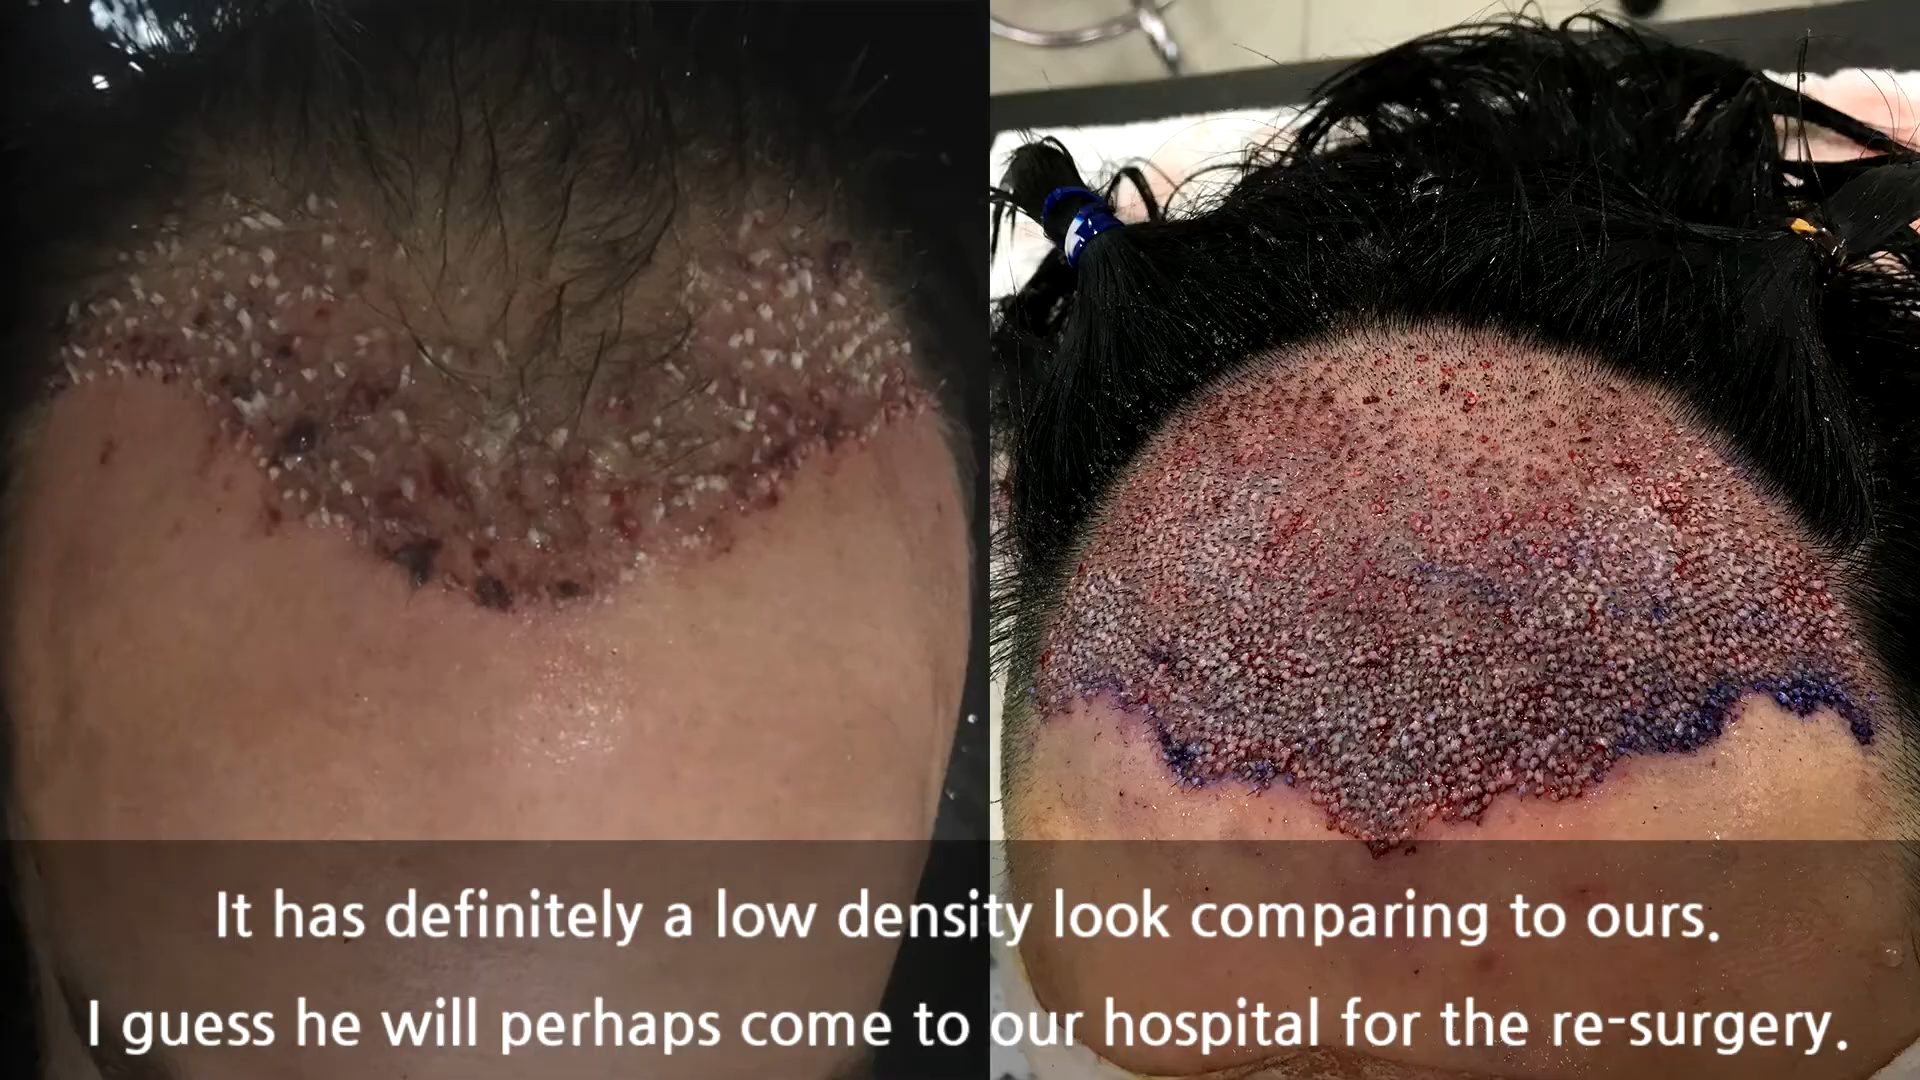 It has definitely a low density look comparing to ours.
I guess he will perhaps come to our hospital for the re-surgery.